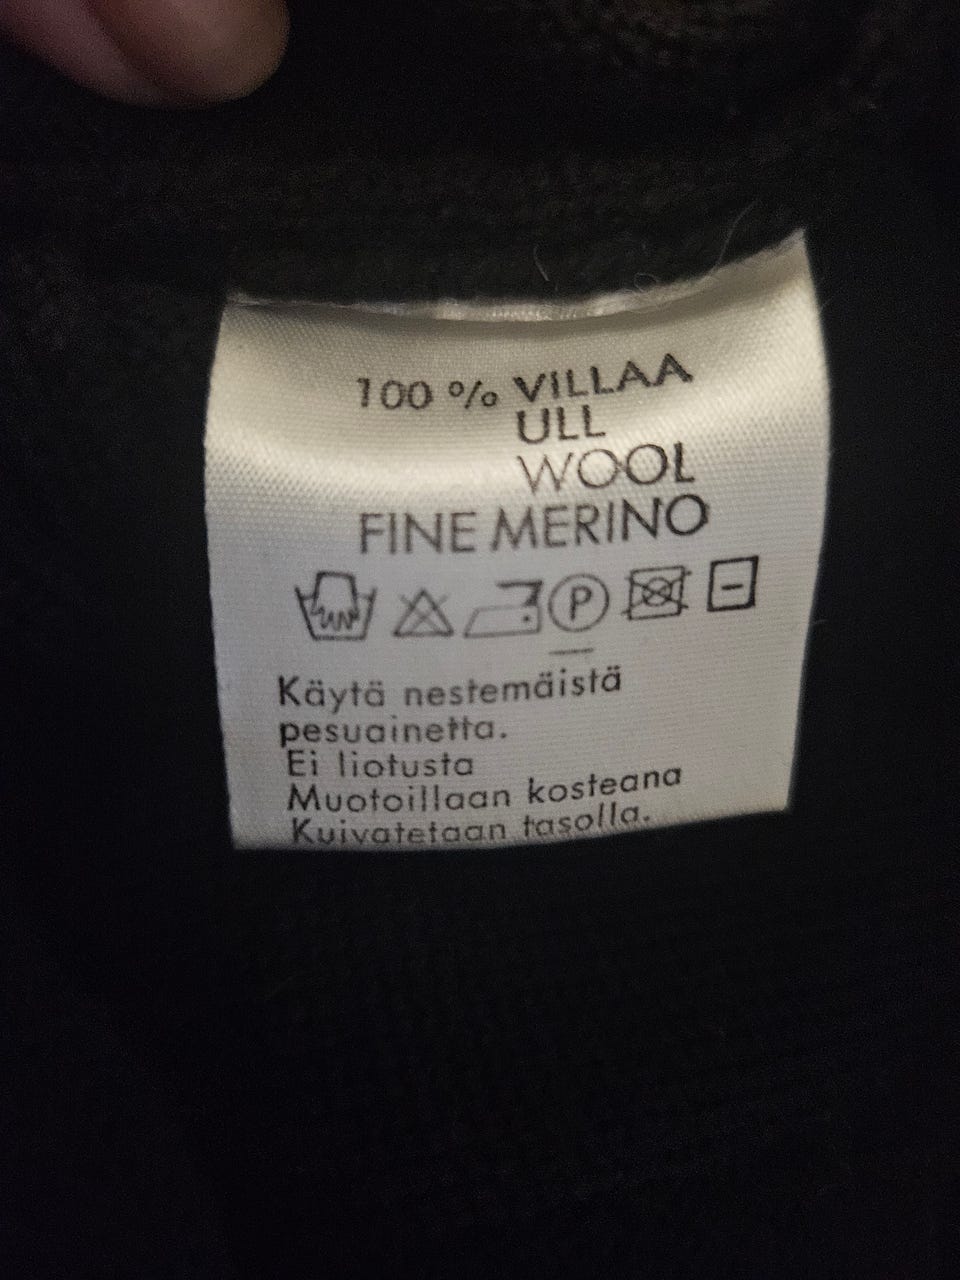 100 % VILLAA
ULL
WOOL
FINE MERINO
P
Käytä nestemäistä
pesuainetta.
Ei liotusta
Muotoillaan kosteana
Kuivatetaan tasolla.